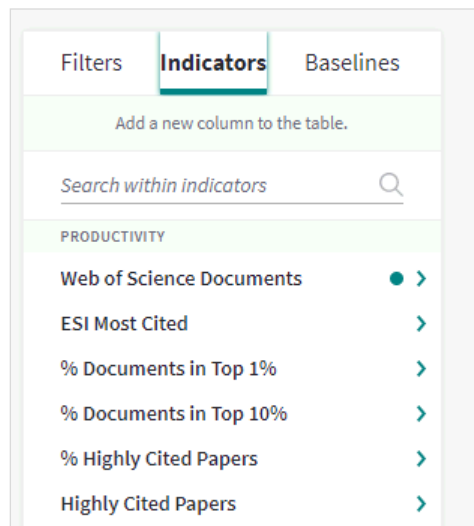 Filters Indicators Baselines
Add a new column to the table.
Search within indicators
PRODUCTIVITY
Web of Science Documents
ESI Most Cited
% Documents in Top 1%
% Documents in Top 10%
% Highly Cited Papers
Highly Cited Papers